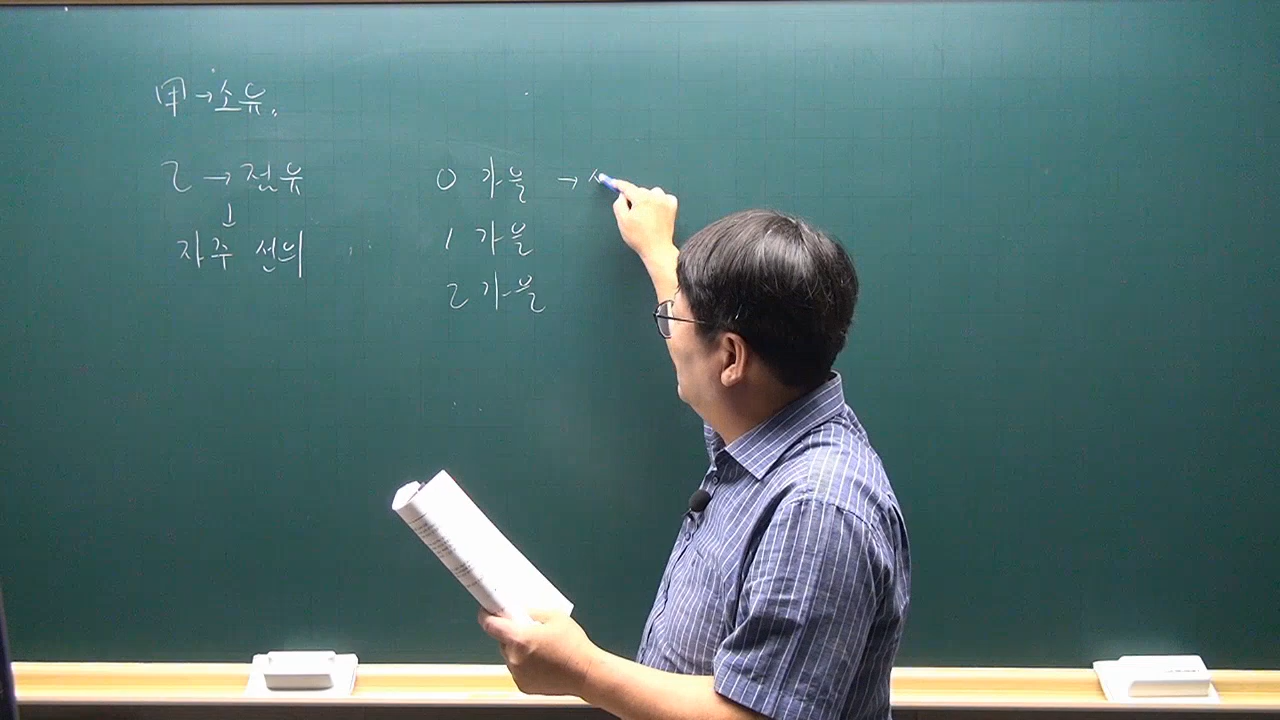 甲→소유.
乙→점유
↓
자주 선의
0 가을 →
1 가을
2 가을